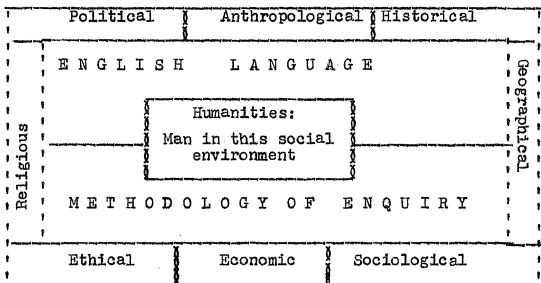 Political Anthropological Historical
ENGLISH LANGUAGE
Geographical
Humanities:
Man in this social
environment
Religious
METHODOLOGY OF ENQUIRY
Ethical Economic Sociological